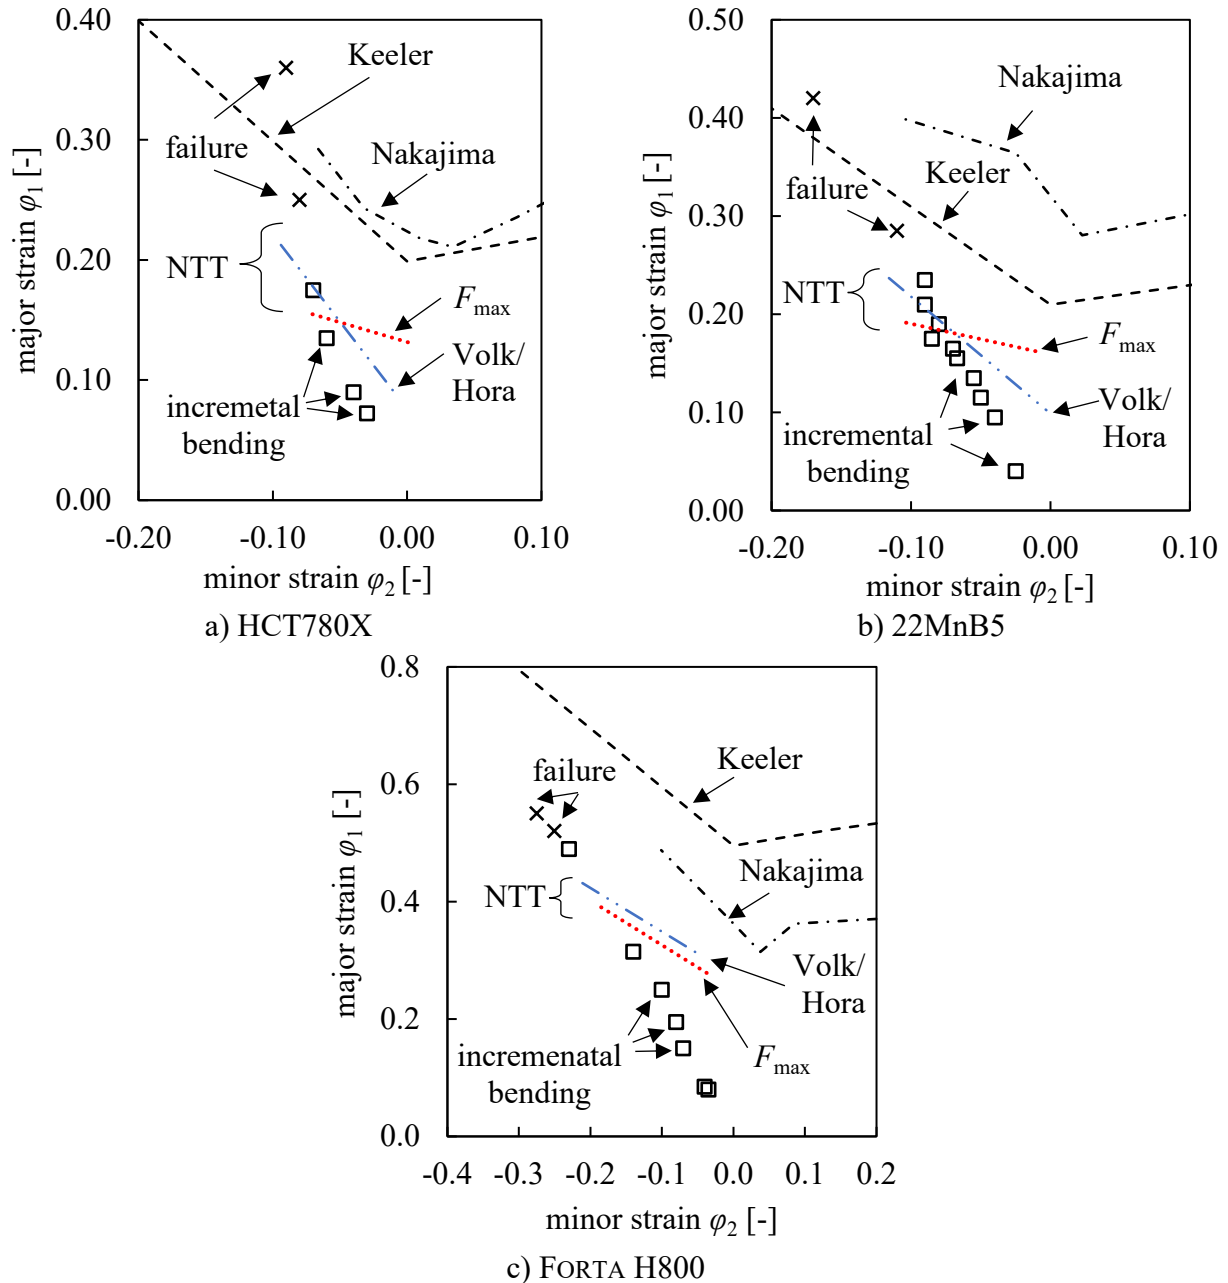 0.40
0.30
0.20
0.10
0.00
major strain φ1 [-]
Keeler
failure
Nakajima
NTT
Fmax
Volk/
Hora
incremetal
bending
-0.20
-0.10
0.00
0.10
minor strain φ2 [-]
a) HCT780X
0.50
0.40
0.30
0.20
0.10
0.00
major strain φ1 [-]
Nakajima
Keeler
failure
NTT
Fmax
Volk/
Hora
incremental
bending
-0.20
-0.10
0.00
0.10
minor strain φ2 [-]
b) 22MnB5
0.8
0.6
0.4
0.2
0.0
major strain φ1 [-]
failure
Keeler
NTT
Nakajima
Volk/
Hora
Fmax
incremenatal
bending
-0.4
-0.3
-0.2
-0.1
0.0
0.1
0.2
minor strain φ2 [-]
c) FORTA H800